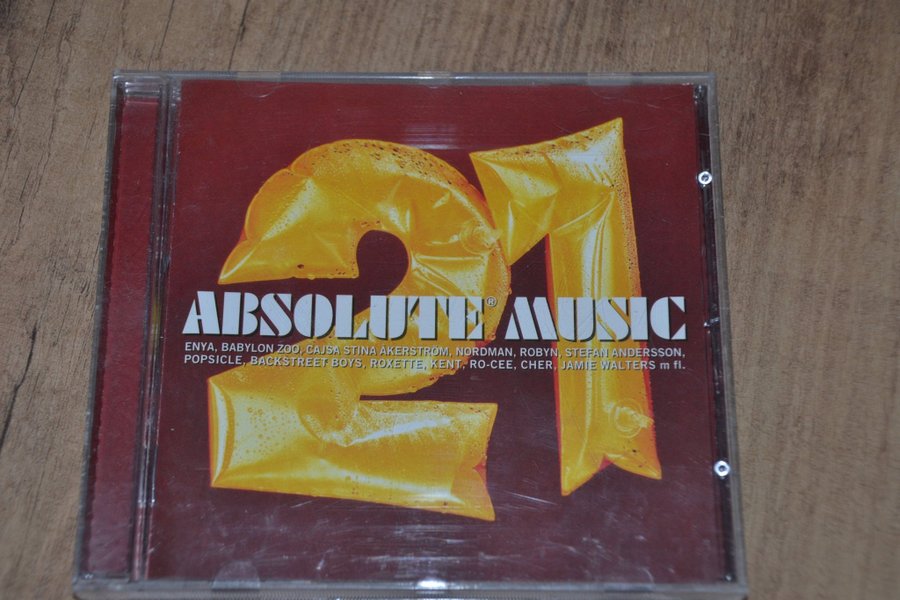 21
ABSOLUTE® MUSIC
ENYA, BABYLON ZOO, CAJSA STINA ÅKERSTRÖM, NORDMAN, ROBYN, STEFAN ANDERSSON,
POPSICLE, BACKSTREET BOYS, ROXETTE, KENT, RO-CEE, CHER, JAMIE WALTERS m fl.